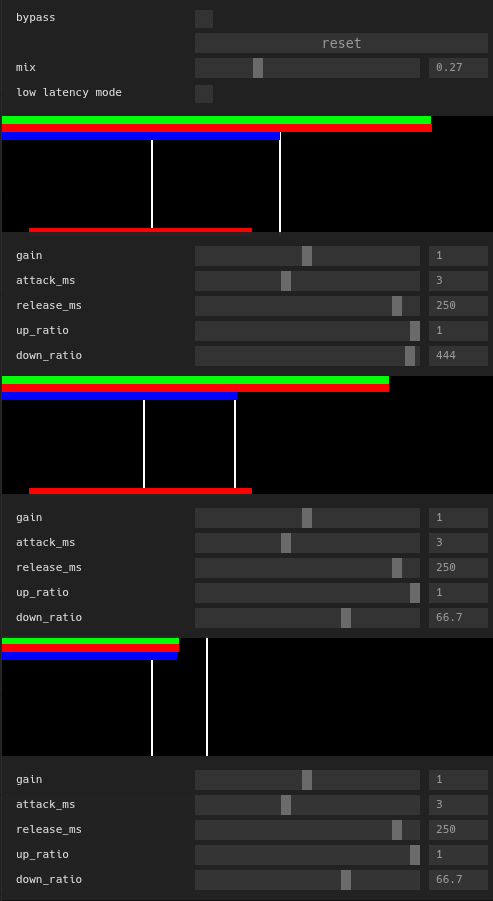 bypass
reset
mix 0.27
low latency mode
gain 1
attack_ms 3
release_ms 250
up_ratio 1
down_ratio 444
gain 1
attack_ms 3
release_ms 250
up_ratio 1
down_ratio 66.7
gain 1
attack_ms 3
release_ms 250
up_ratio 1
down_ratio 66.7